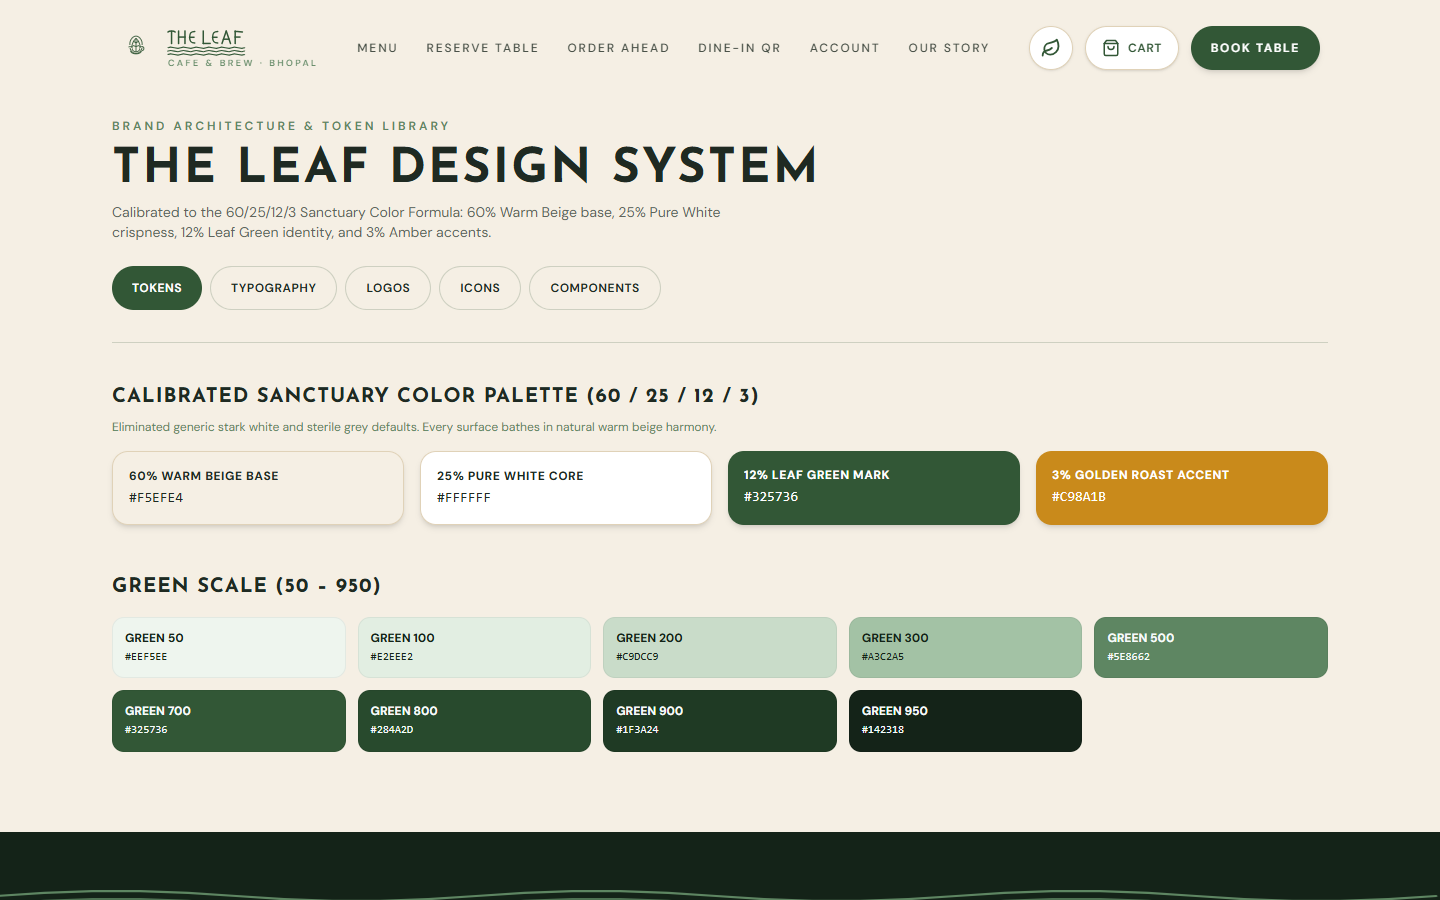 THE LEAF
CAFE & BREW · BHOPAL
MENU
RESERVE TABLE
ORDER AHEAD
DINE-IN QR
ACCOUNT
OUR STORY
CART
BOOK TABLE
BRAND ARCHITECTURE & TOKEN LIBRARY
THE LEAF DESIGN SYSTEM
Calibrated to the 60/25/12/3 Sanctuary Color Formula: 60% Warm Beige base, 25% Pure White
crispness, 12% Leaf Green identity, and 3% Amber accents.
TOKENS
TYPOGRAPHY
LOGOS
ICONS
COMPONENTS
CALIBRATED SANCTUARY COLOR PALETTE (60 / 25 / 12 / 3)
Eliminated generic stark white and sterile grey defaults. Every surface bathes in natural warm beige harmony.
60% WARM BEIGE BASE
#F5EFE4
25% PURE WHITE CORE
#FFFFFF
12% LEAF GREEN MARK
#325736
3% GOLDEN ROAST ACCENT
#C98A1B
GREEN SCALE (50 – 950)
GREEN 50
#EEF5EE
GREEN 100
#E2EEE2
GREEN 200
#C9DCC9
GREEN 300
#A3C2A5
GREEN 500
#5E8662
GREEN 700
#325736
GREEN 800
#284A2D
GREEN 900
#1F3A24
GREEN 950
#142318